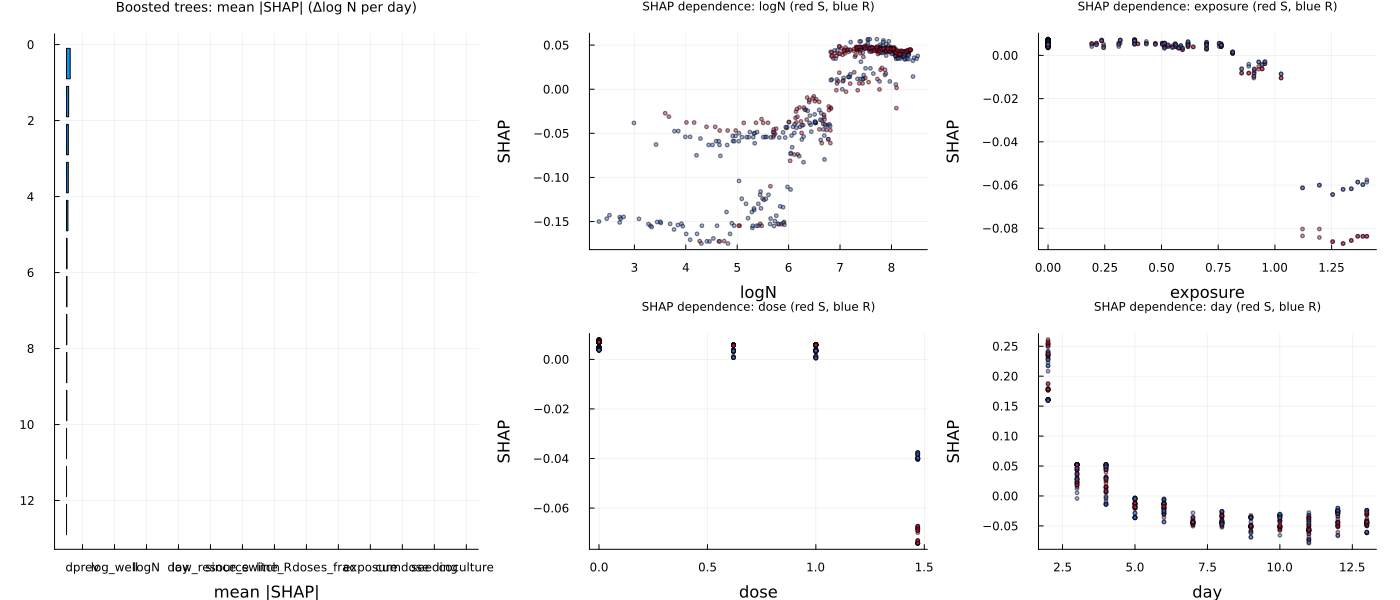 Boosted trees: mean |SHAP| (Δlog N per day)
0
2
4
6
8
10
12
logN
exposure
dose
seeding
coculture
mean |SHAP|
SHAP dependence: logN (red S, blue R)
0.05
0.00
−0.05
−0.10
−0.15
SHAP
3 4 5 6 7 8
logN
SHAP dependence: exposure (red S, blue R)
0.00
−0.02
−0.04
−0.06
−0.08
SHAP
0.00 0.25 0.50 0.75 1.00 1.25
exposure
SHAP dependence: dose (red S, blue R)
0.00
−0.02
−0.04
−0.06
SHAP
0.0 0.5 1.0 1.5
dose
SHAP dependence: day (red S, blue R)
0.25
0.20
0.15
0.10
0.05
0.00
−0.05
SHAP
2.5 5.0 7.5 10.0 12.5
day